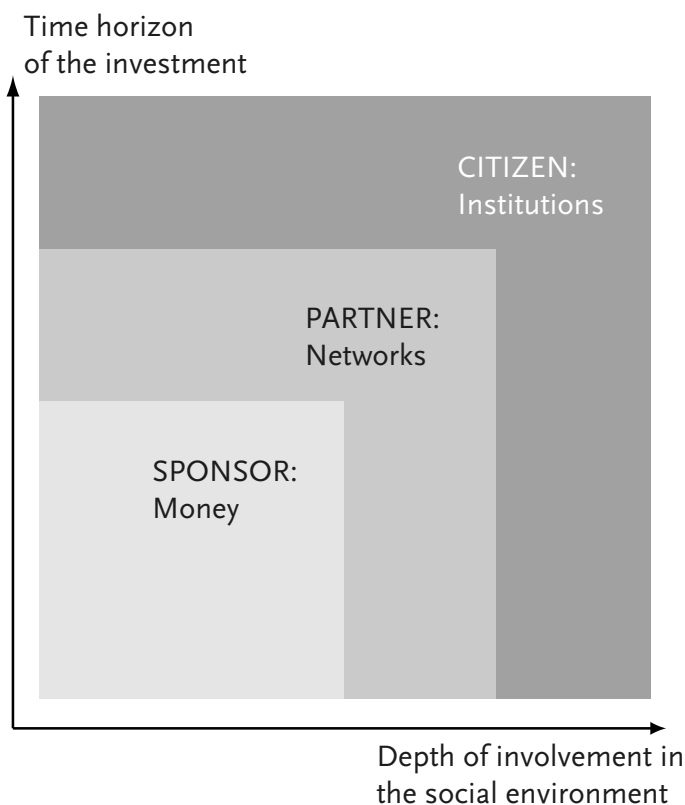 Time horizon
of the investment
CITIZEN:
Institutions
PARTNER:
Networks
SPONSOR:
Money
Depth of involvement in
the social environment